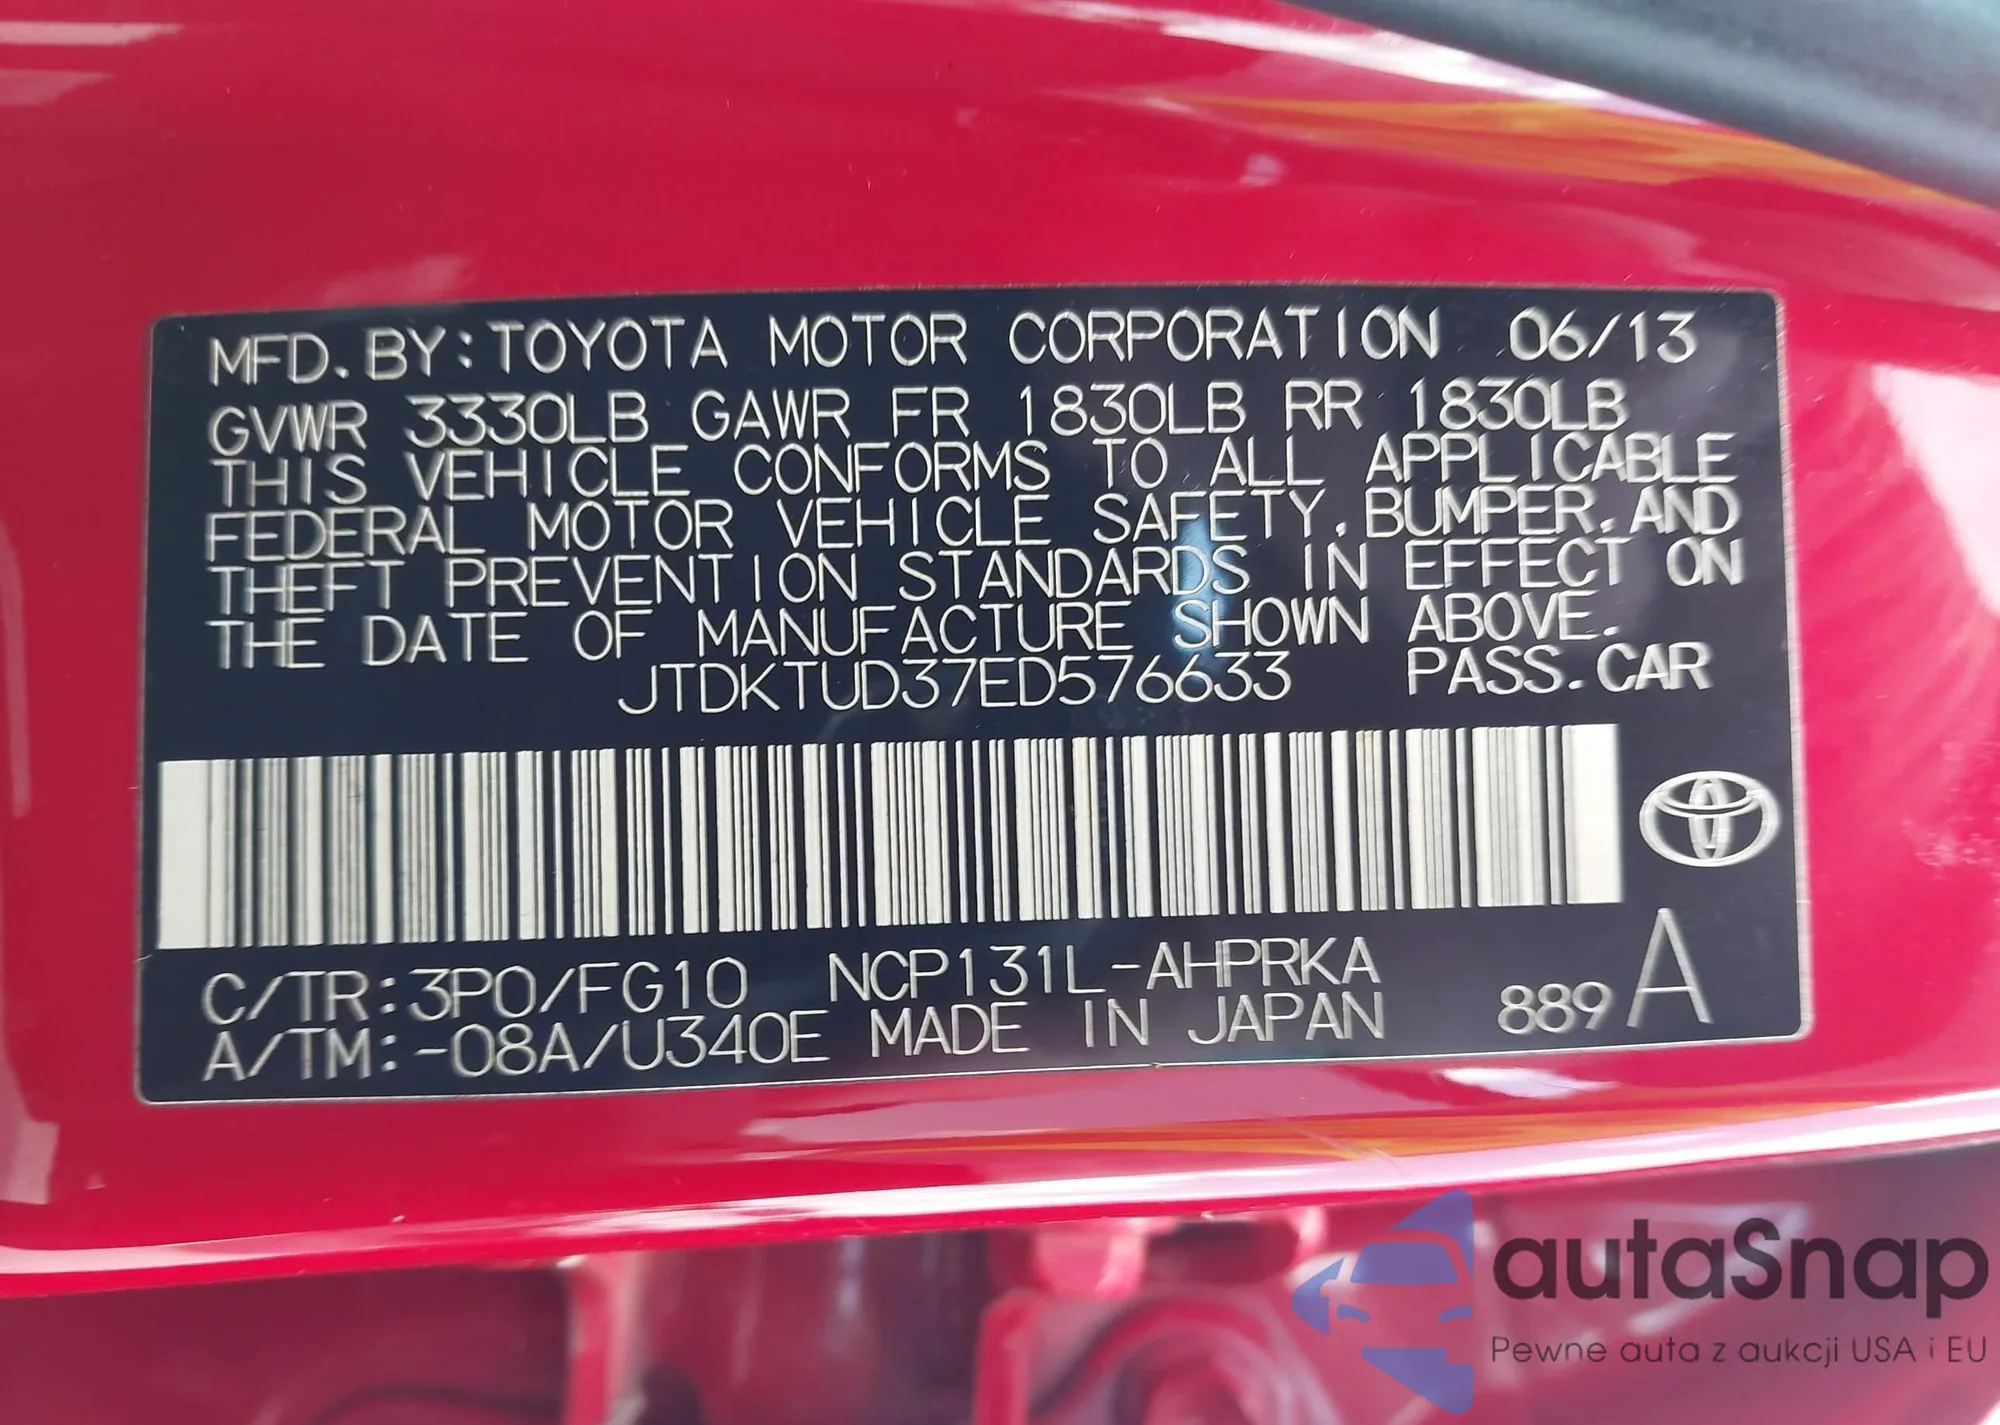 MFD. BY: TOYOTA MOTOR CORPORATION 06/13
GVWR 3330LB GAWR FR 1830LB RR 1830LB
THIS VEHICLE CONFORMS TO ALL APPLICABLE
FEDERAL MOTOR VEHICLE SAFETY, BUMPER, AND
THEFT PREVENTION STANDARDS IN EFFECT ON
THE DATE OF MANUFACTURE SHOWN ABOVE.
JTDKTUD37ED576633 PASS. CAR
C/TR: 3P0/FG10 NCP131L-AHPRKA
A/TM: -08A/U340E MADE IN JAPAN 889 A
autaSnap
Pewne auta z aukcji USA i EU